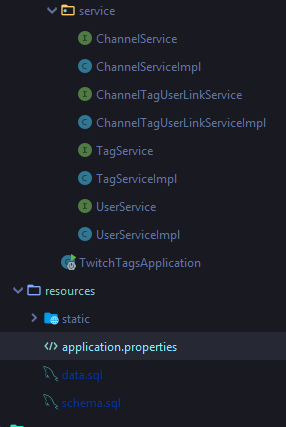 service
ChannelService
ChannelServiceImpl
ChannelTagUserLinkService
ChannelTagUserLinkServiceImpl
TagService
TagServiceImpl
UserService
UserServiceImpl
TwitchTagsApplication
resources
static
application.properties
data.sql
schema.sql